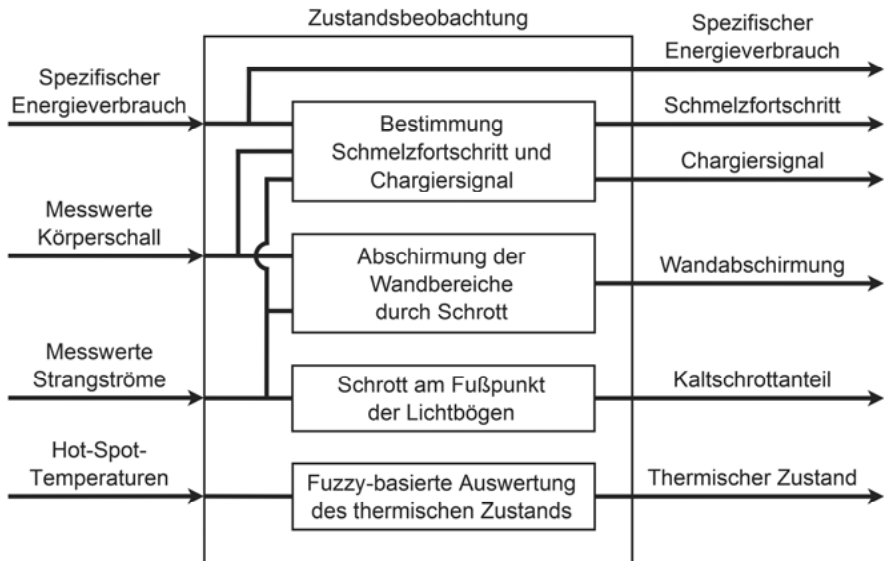 Zustandsbeobachtung
Spezifischer
Energieverbrauch
Spezifischer
Energieverbrauch
Bestimmung
Schmelzfortschritt und
Chargiersignal
Schmelzfortschritt
Chargiersignal
Messwerte
Körperschall
Abschirmung der
Wandbereiche
durch Schrott
Wandabschirmung
Messwerte
Strangströme
Schrott am Fußpunkt
der Lichtbögen
Kaltschrottanteil
Hot-Spot-
Temperaturen
Fuzzy-basierte Auswertung
des thermischen Zustands
Thermischer Zustand